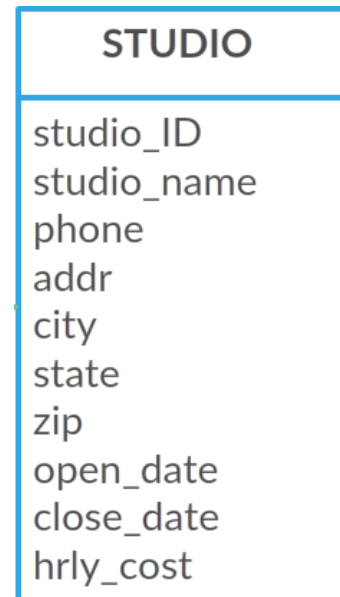 STUDIO
studio_ID
studio_name
phone
addr
city
state
zip
open_date
close_date
hrly_cost